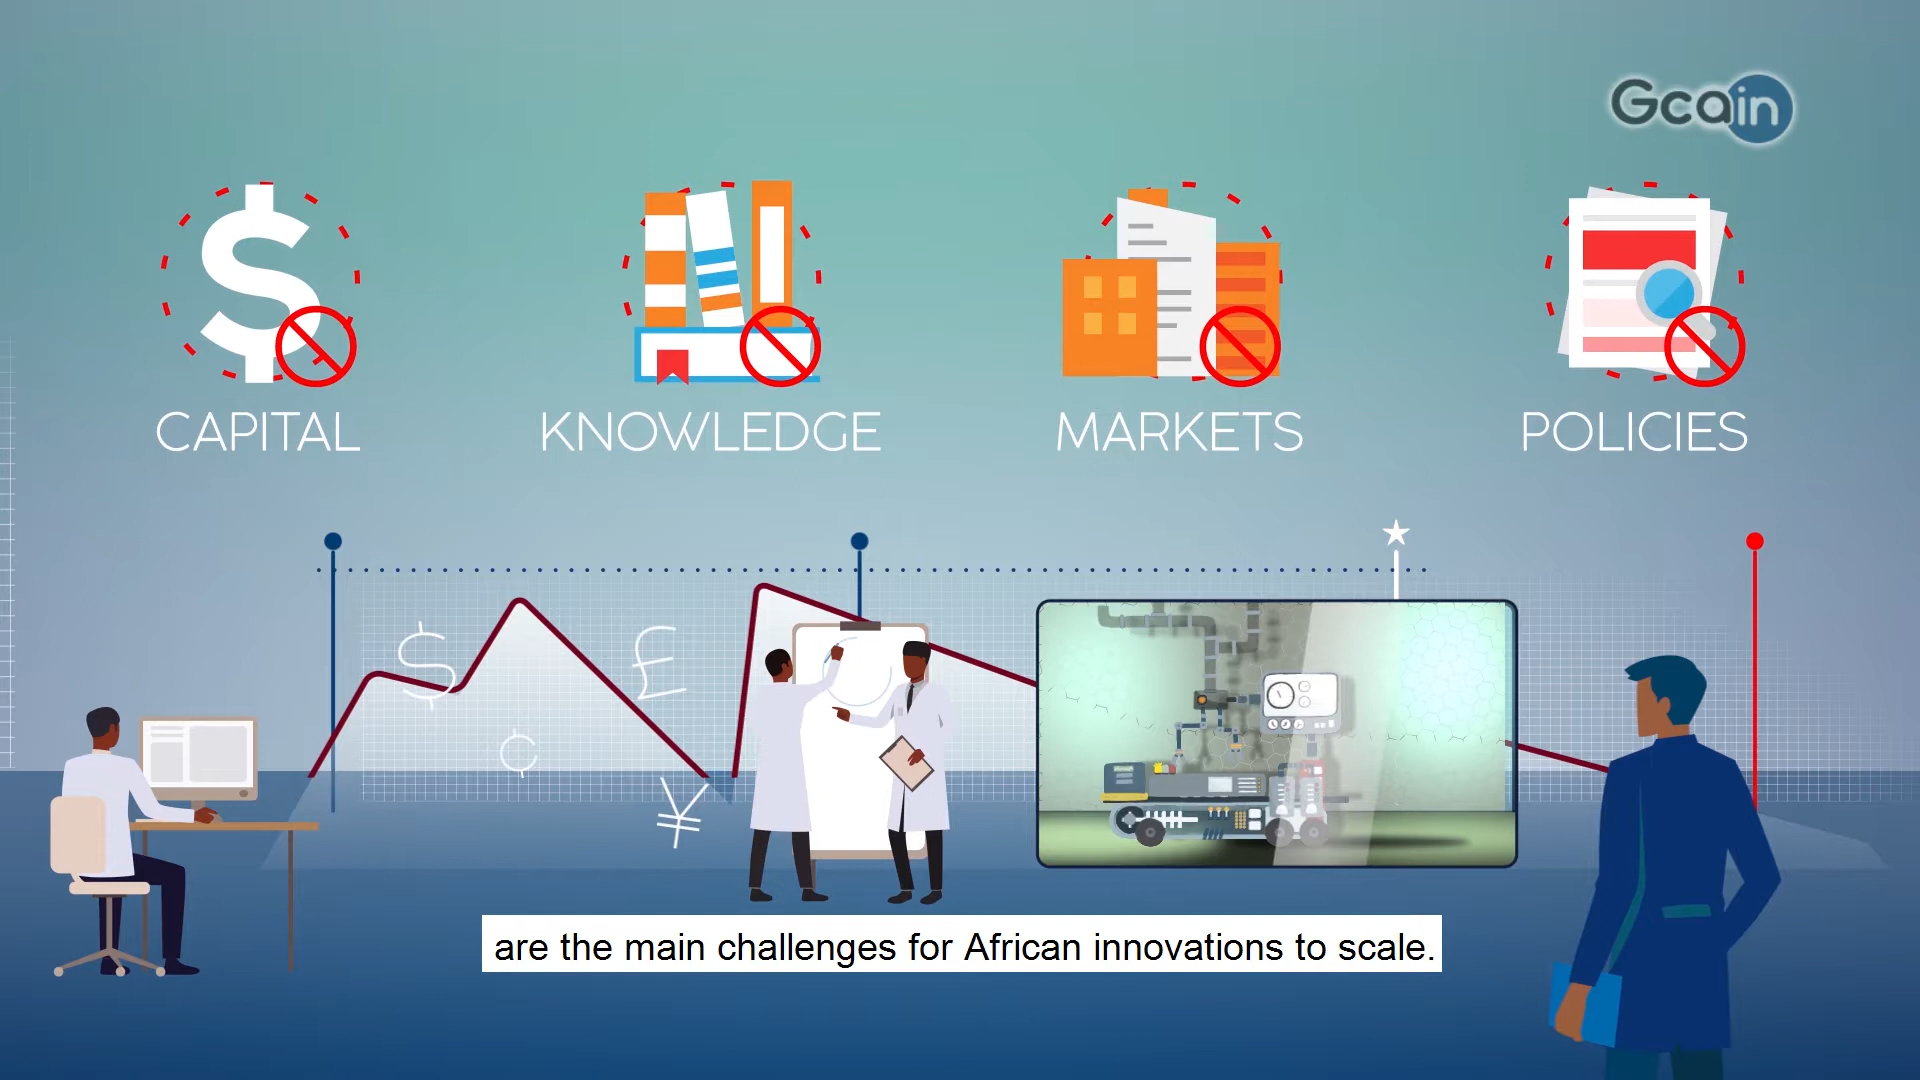 Gcain
CAPITAL
KNOWLEDGE
MARKETS
POLICIES
$
£
¢
¥
are the main challenges for African innovations to scale.